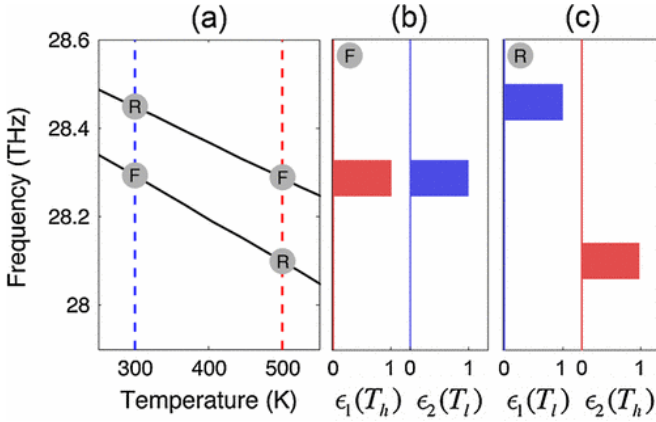 (a) (b) (c)
Frequency (THz)
28.6
28.4
28.2
28
R
F
F
R
300 400 500
Temperature (K)
F
0 1 0 1
ϵ₁(Tₕ) ϵ₂(Tₗ)
R
0 1 0 1
ϵ₁(Tₗ) ϵ₂(Tₕ)